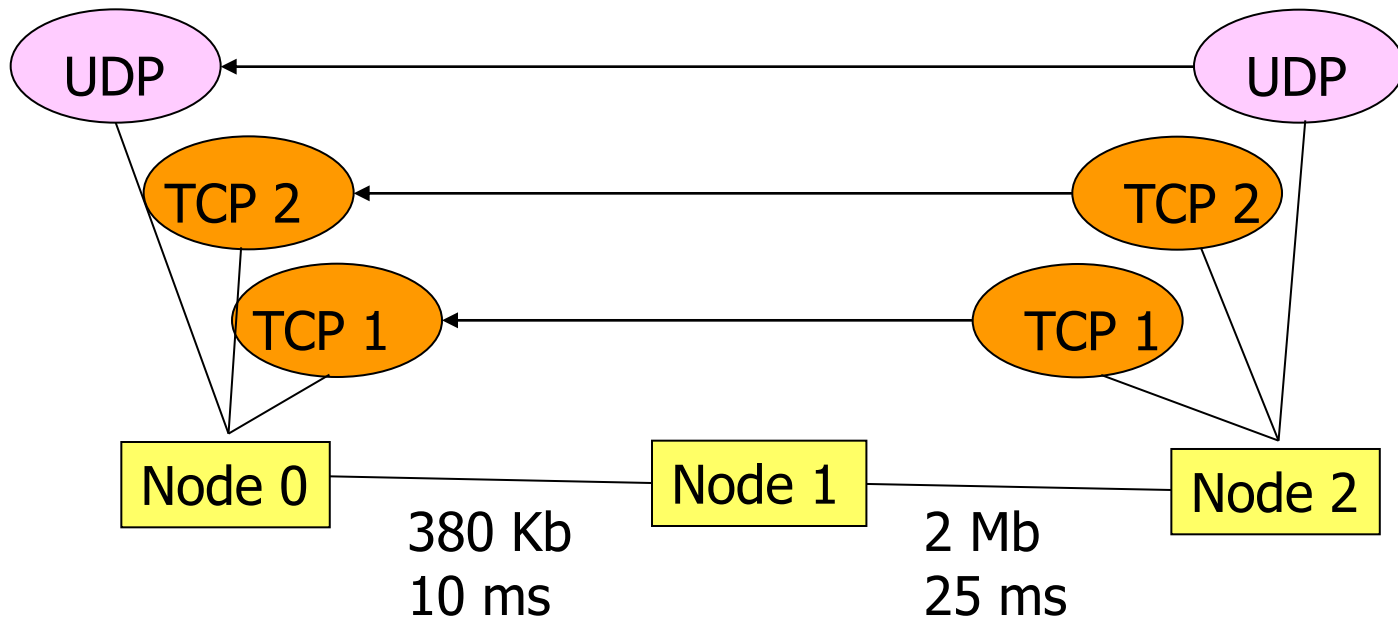 UDP UDP
TCP 2 TCP 2
TCP 1 TCP 1
Node 0 Node 1 Node 2
380 Kb 2 Mb
10 ms 25 ms